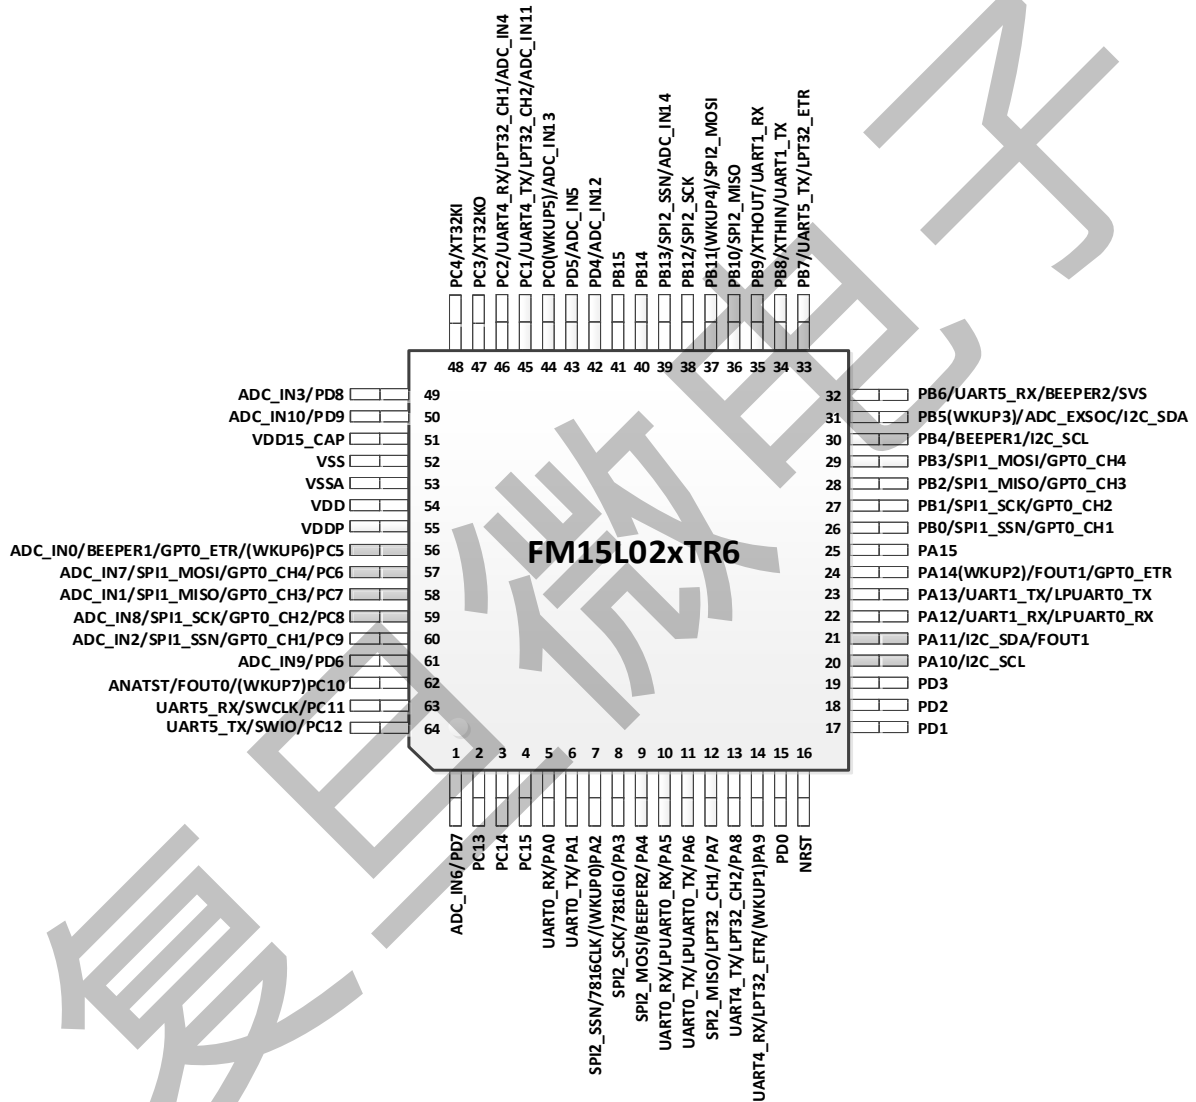 PC4/XT32KI
PC3/XT32KO
PC2/UART4_RX/LPT32_CH1/ADC_IN4
PC1/UART4_TX/LPT32_CH2/ADC_IN11
PC0(WKUP5)/ADC_IN13
PD5/ADC_IN5
PD4/ADC_IN12
PB15
PB14
PB13/SPI2_SSN/ADC_IN14
PB12/SPI2_SCK
PB11(WKUP4)/SPI2_MOSI
PB10/SPI2_MISO
PB9/XTHOUT/UART1_RX
PB8/XTHIN/UART1_TX
PB7/UART5_TX/LPT32_ETR
48 47 46 45 44 43 42 41 40 39 38 37 36 35 34 33
ADC_IN3/PD8 49
ADC_IN10/PD9 50
VDD15_CAP 51
VSS 52
VSSA 53
VDD 54
VDDP 55
ADC_IN0/BEEPER1/GPT0_ETR/(WKUP6)PC5 56
ADC_IN7/SPI1_MOSI/GPT0_CH4/PC6 57
ADC_IN1/SPI1_MISO/GPT0_CH3/PC7 58
ADC_IN8/SPI1_SCK/GPT0_CH2/PC8 59
ADC_IN2/SPI1_SSN/GPT0_CH1/PC9 60
ADC_IN9/PD6 61
ANATST/FOUT0/(WKUP7)PC10 62
UART5_RX/SWCLK/PC11 63
UART5_TX/SWIO/PC12 64
FM15L02xTR6
32 PB6/UART5_RX/BEEPER2/SVS
31 PB5(WKUP3)/ADC_EXSOC/I2C_SDA
30 PB4/BEEPER1/I2C_SCL
29 PB3/SPI1_MOSI/GPT0_CH4
28 PB2/SPI1_MISO/GPT0_CH3
27 PB1/SPI1_SCK/GPT0_CH2
26 PB0/SPI1_SSN/GPT0_CH1
25 PA15
24 PA14(WKUP2)/FOUT1/GPT0_ETR
23 PA13/UART1_TX/LPUART0_TX
22 PA12/UART1_RX/LPUART0_RX
21 PA11/I2C_SDA/FOUT1
20 PA10/I2C_SCL
19 PD3
18 PD2
17 PD1
1 2 3 4 5 6 7 8 9 10 11 12 13 14 15 16
ADC_IN6/PD7
PC13
PC14
PC15
UART0_RX/PA0
UART0_TX/PA1
SPI2_SSN/7816CLK/(WKUP0)PA2
SPI2_SCK/7816IO/PA3
SPI2_MOSI/BEEPER2/PA4
UART0_RX/LPUART0_RX/PA5
UART0_TX/LPUART0_TX/PA6
SPI2_MISO/LPT32_CH1/PA7
UART4_TX/LPT32_CH2/PA8
UART4_RX/LPT32_ETR/(WKUP1)PA9
PD0
NRST
复旦微电子